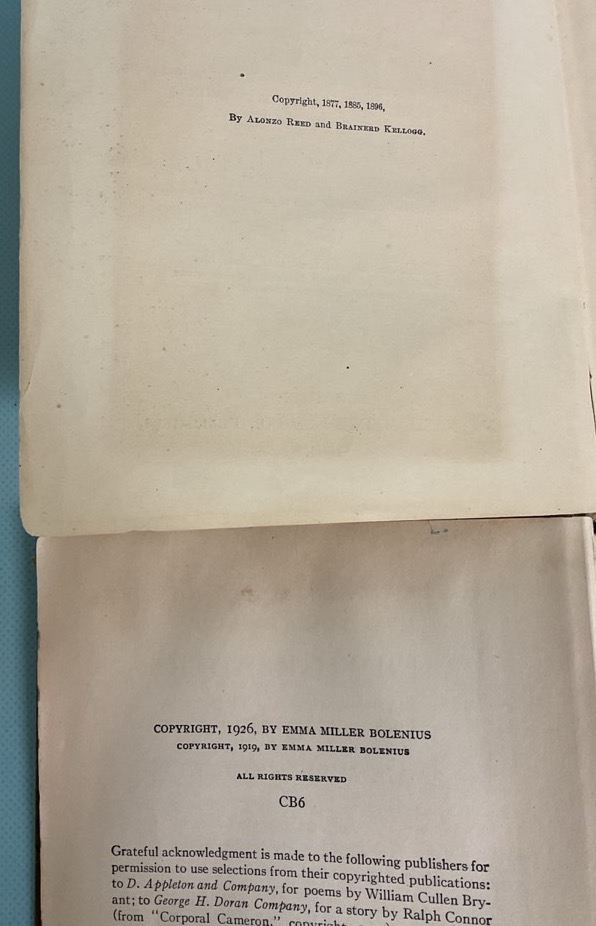 Copyright, 1877, 1885, 1896,
By Alonzo Reed and Brainerd Kellogg.
COPYRIGHT, 1926, BY EMMA MILLER BOLENIUS
COPYRIGHT, 1919, BY EMMA MILLER BOLENIUS
ALL RIGHTS RESERVED
CB6
Grateful acknowledgment is made to the following publishers for
permission to use selections from their copyrighted publications:
to D. Appleton and Company, for poems by William Cullen Bry-
ant; to George H. Doran Company, for a story by Ralph Connor
(from "Corporal Cameron," copyright